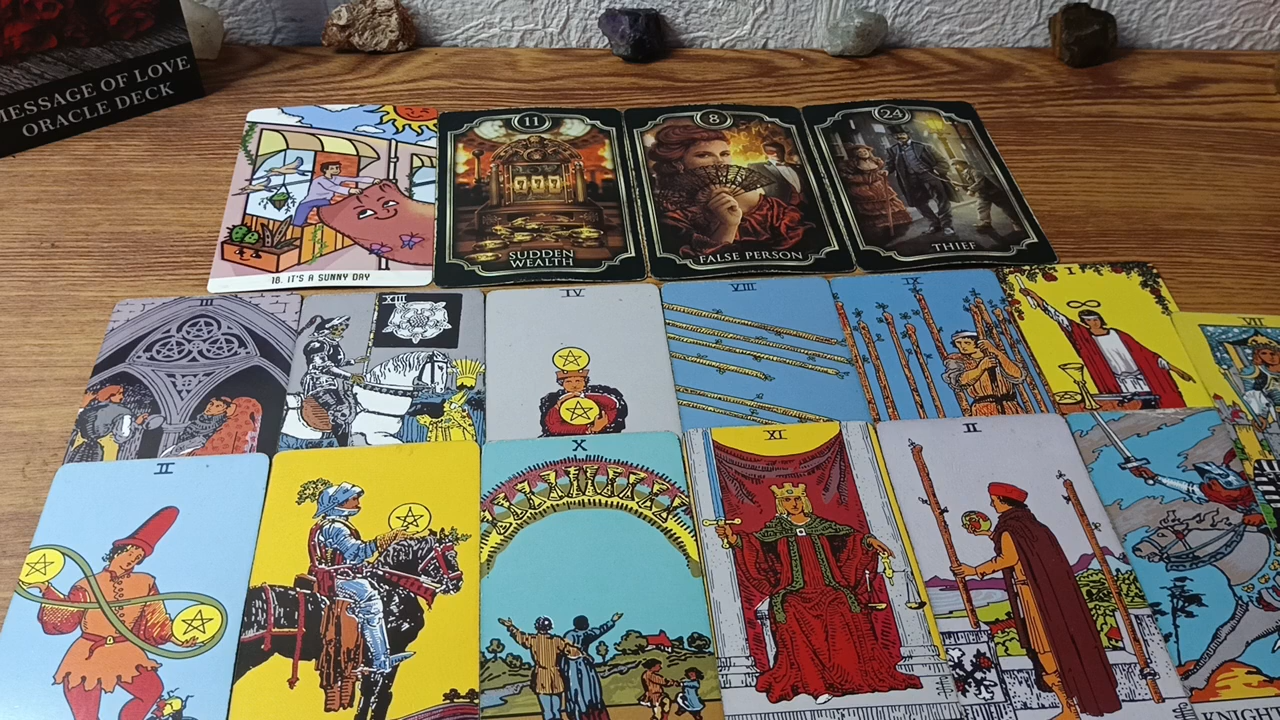 MESSAGE OF LOVE
ORACLE DECK
18. IT'S A SUNNY DAY
11
777
SUDDEN
WEALTH
8
FALSE PERSON
24
THIEF
III
XIII
IV
VIII
IX
I
VII
II
X
XI
II
KNIGHT